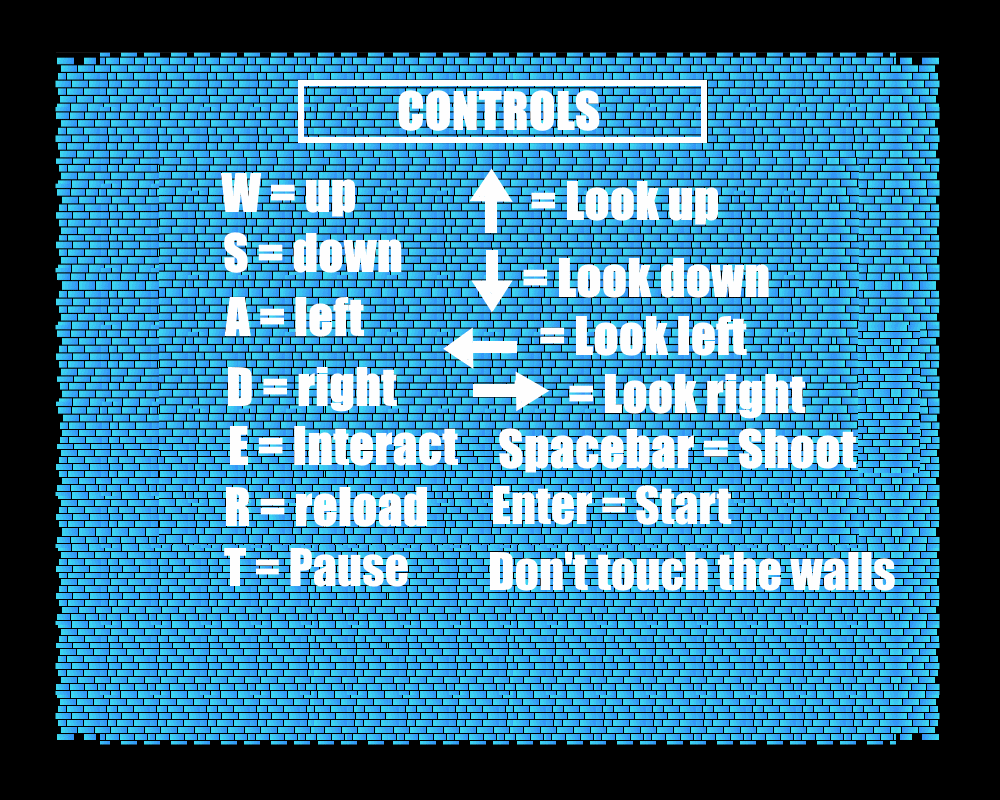 CONTROLS
W = up
S = down
A = left
D = right
E = Interact
R = reload
T = Pause
= Look up
= Look down
= Look left
= Look right
Spacebar = Shoot
Enter = Start
Don't touch the walls